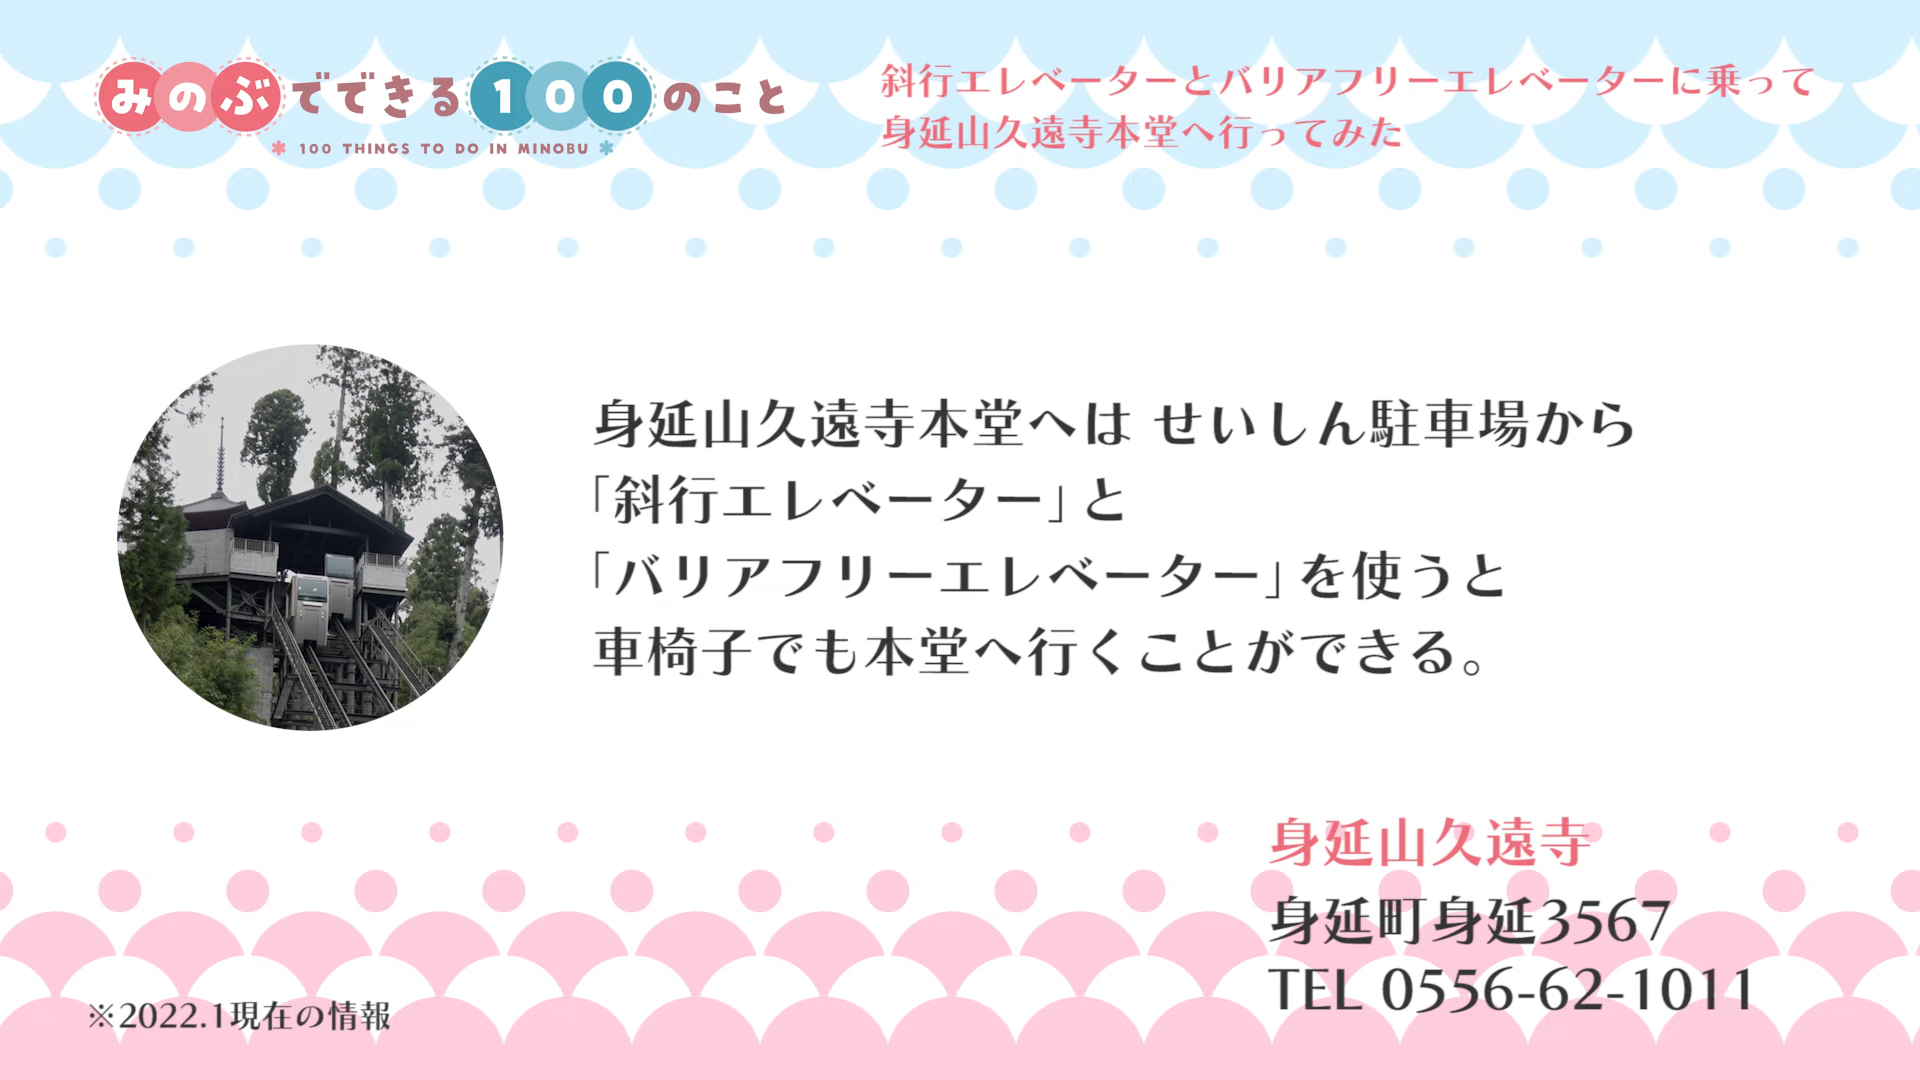 みのぶでできる100のこと
100 THINGS TO DO IN MINOBU
斜行エレベーターとバリアフリーエレベーターに乗って
身延山久遠寺本堂へ行ってみた
身延山久遠寺本堂へは せいしん駐車場から
「斜行エレベーター」と
「バリアフリーエレベーター」を使うと
車椅子でも本堂へ行くことができる。
身延山久遠寺
身延町身延3567
TEL 0556-62-1011
※2022.1現在の情報